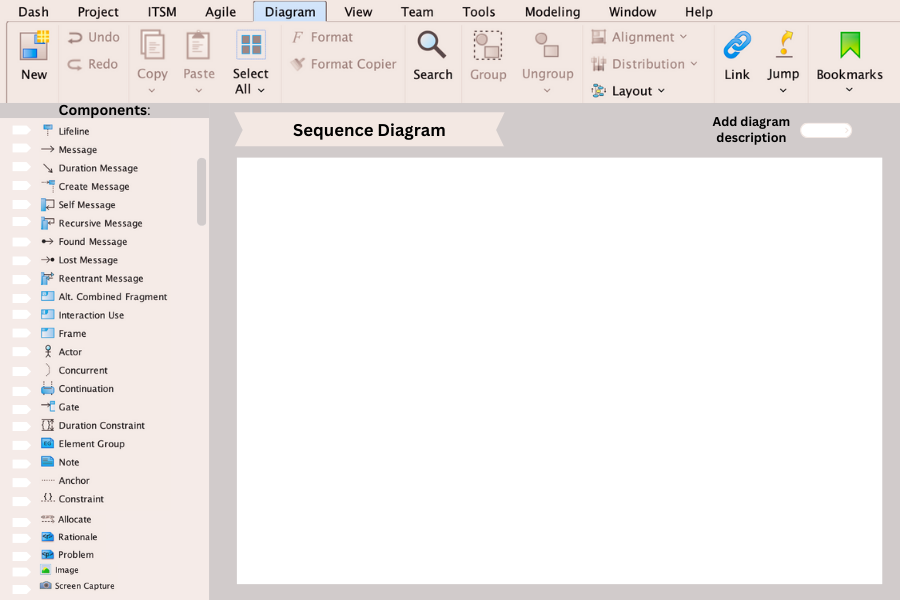 Dash Project ITSM Agile Diagram View Team Tools Modeling Window Help
Undo Format Alignment
Redo Format Copier Distribution
New Copy Paste Select All Search Group Ungroup Layout Link Jump Bookmarks
Components:
Sequence Diagram
Add diagram
description
Lifeline
Message
Duration Message
Create Message
Self Message
Recursive Message
Found Message
Lost Message
Reentrant Message
Alt. Combined Fragment
Interaction Use
Frame
Actor
Concurrent
Continuation
Gate
Duration Constraint
Element Group
Note
Anchor
Constraint
Allocate
Rationale
Problem
Image
Screen Capture